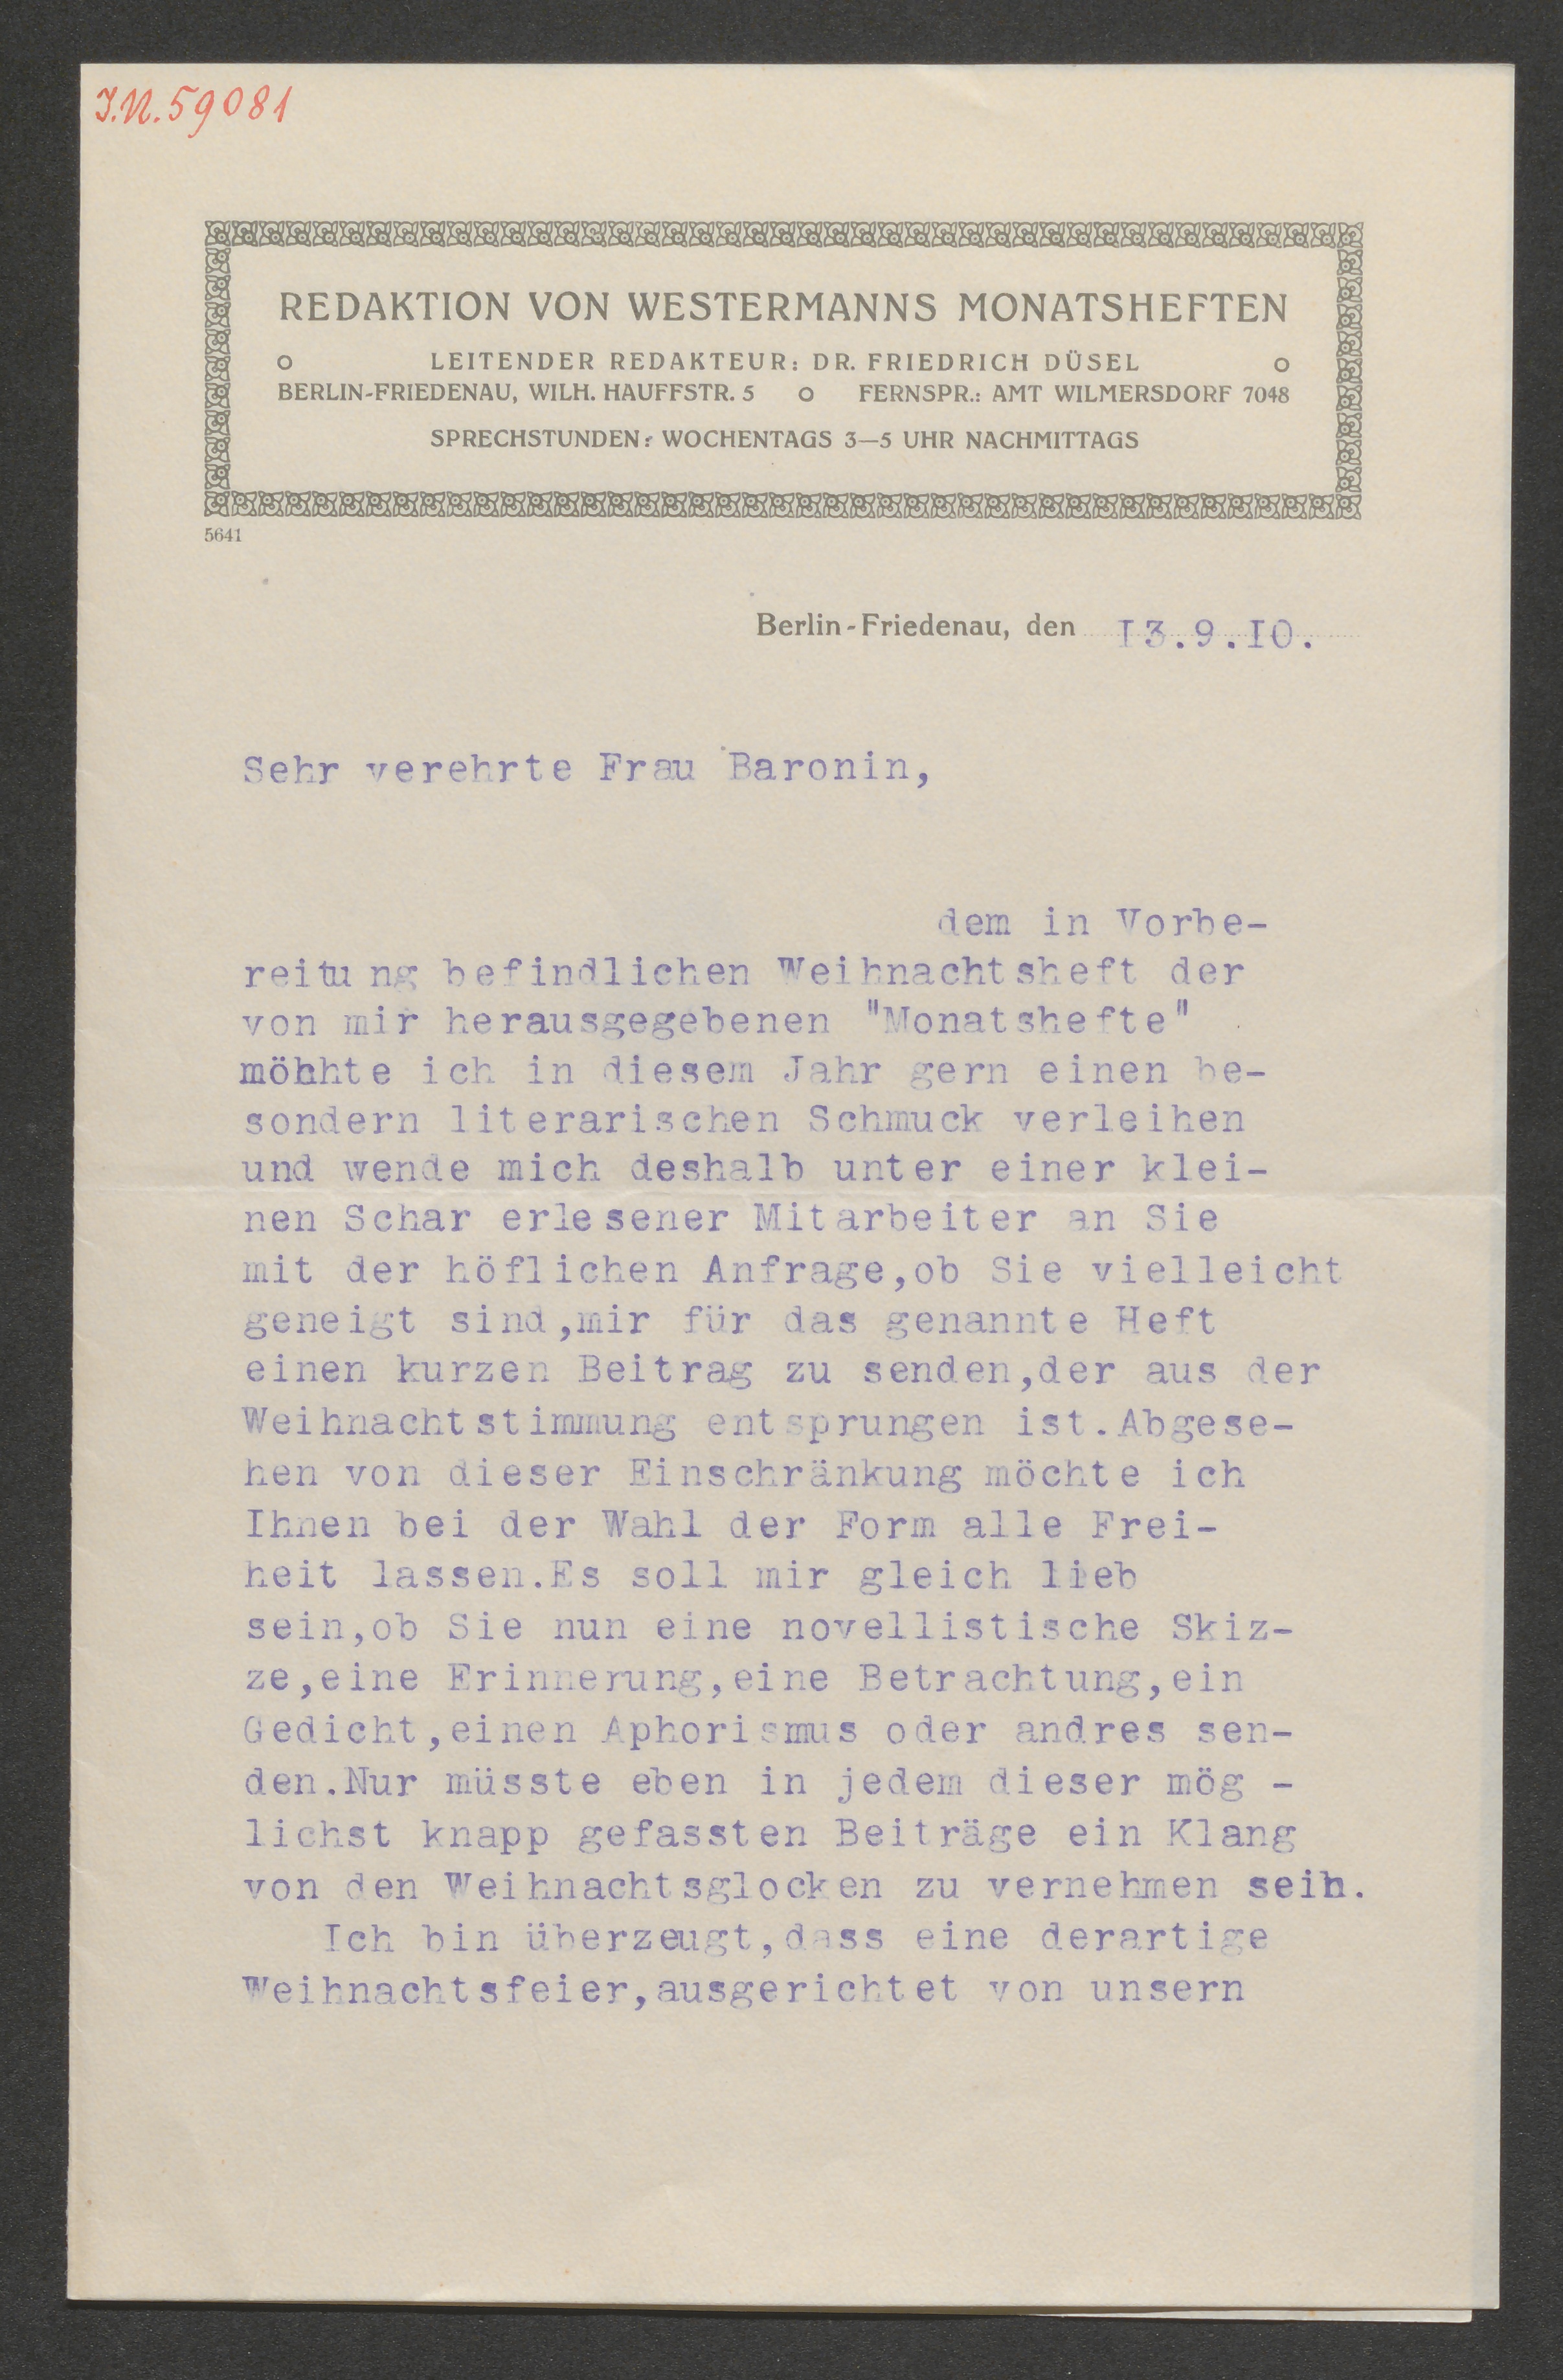 I.N. 59081
REDAKTION VON WESTERMANNS MONATSHEFTEN
o LEITENDER REDAKTEUR: DR. FRIEDRICH DÜSEL o
BERLIN-FRIEDENAU, WILH. HAUFFSTR. 5 o FERNSPR.: AMT WILMERSDORF 7048
SPRECHSTUNDEN: WOCHENTAGS 3—5 UHR NACHMITTAGS
5641
Berlin-Friedenau, den I3.9.I0.
Sehr verehrte Frau Baronin,
dem in Vorbe-
reitung befindlichen Weihnachtsheft der
von mir herausgegebenen "Monatshefte"
möchte ich in diesem Jahr gern einen be-
sondern literarischen Schmuck verleihen
und wende mich deshalb unter einer klei-
nen Schar erlesener Mitarbeiter an Sie
mit der höflichen Anfrage,ob Sie vielleicht
geneigt sind,mir für das genannte Heft
einen kurzen Beitrag zu senden,der aus der
Weihnachtstimmung entsprungen ist.Abgese-
hen von dieser Einschränkung möchte ich
Ihnen bei der Wahl der Form alle Frei-
heit lassen.Es soll mir gleich lieb
sein,ob Sie nun eine novellistische Skiz-
ze,eine Erinnerung,eine Betrachtung,ein
Gedicht,einen Aphorismus oder andres sen-
den.Nur müsste eben in jedem dieser mög -
lichst knapp gefassten Beiträge ein Klang
von den Weihnachtsglocken zu vernehmen sein.
Ich bin überzeugt,dass eine derartige
Weihnachtsfeier,ausgerichtet von unsern